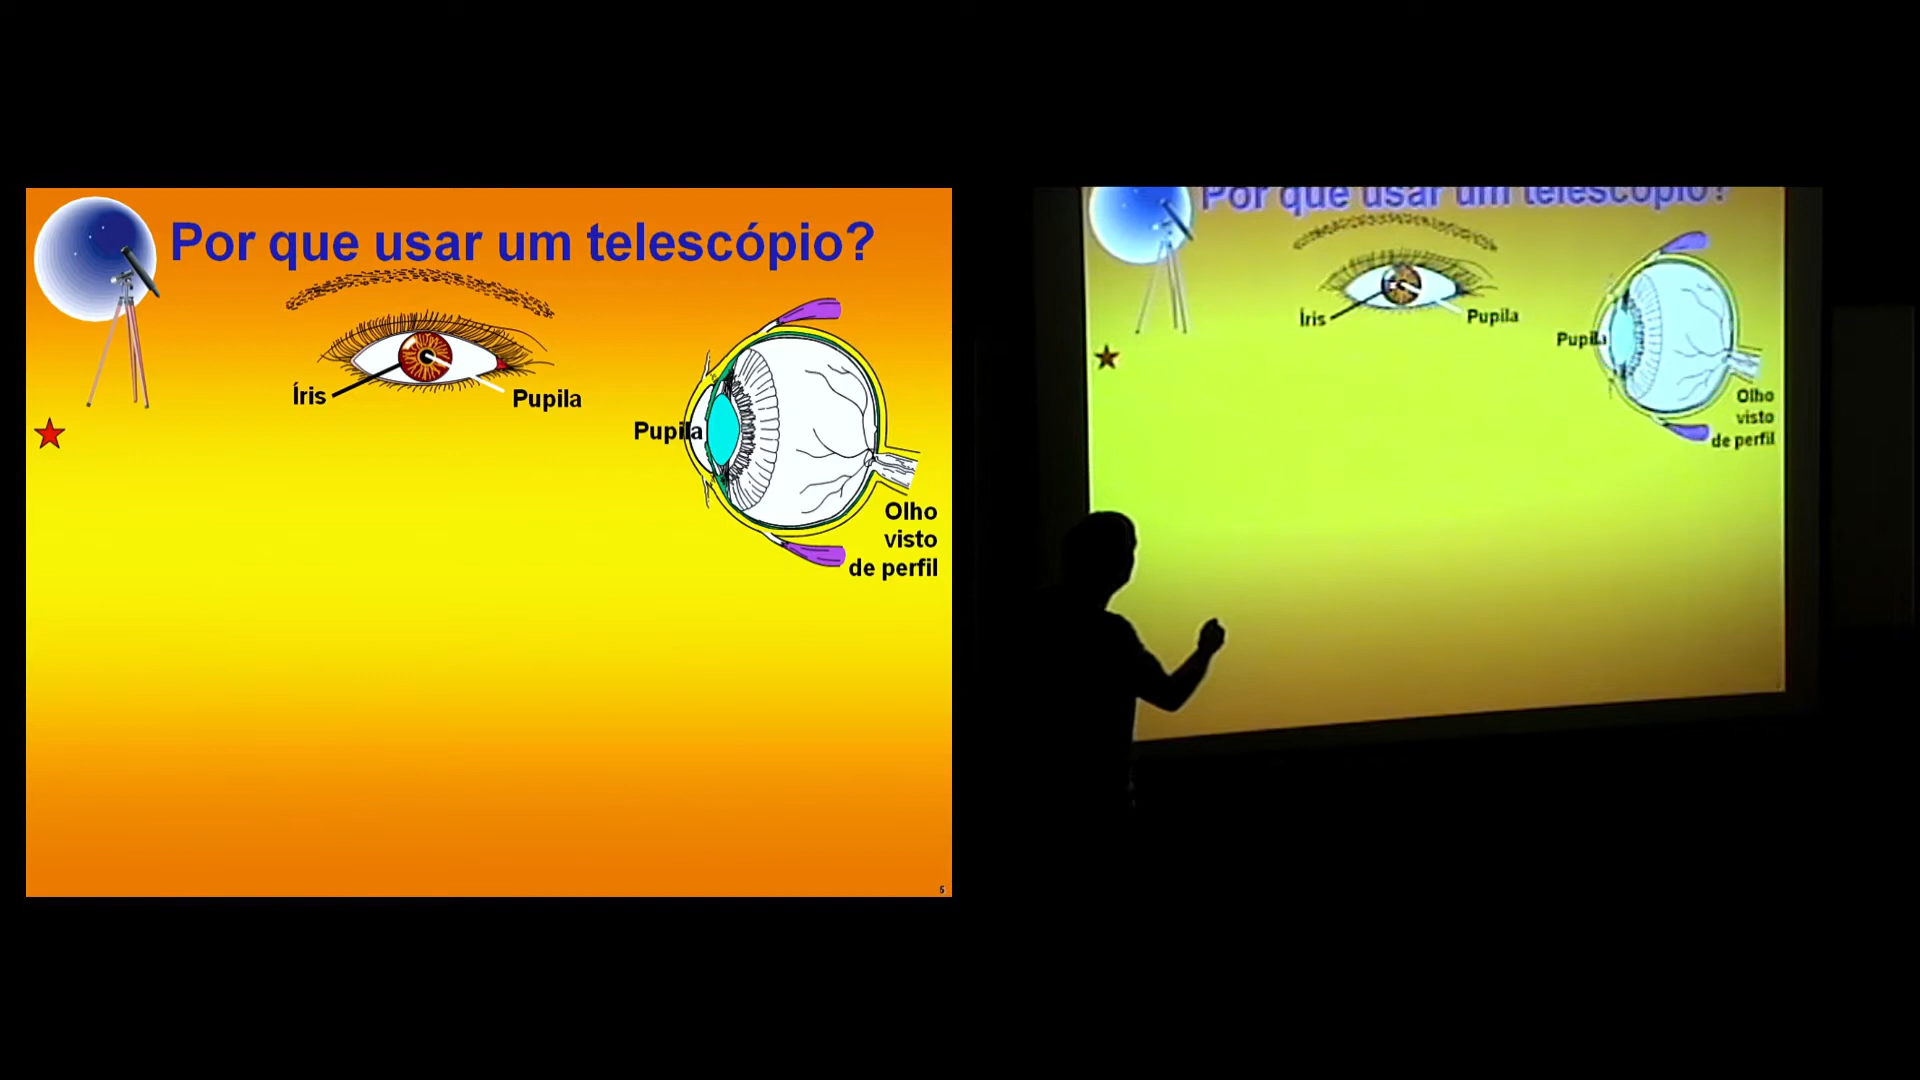 Por que usar um telescópio?
Íris
Pupila
Pupila
Olho
visto
de perfil
5
Por que usar um telescópio?
Íris
Pupila
Pupila
Olho
visto
de perfil